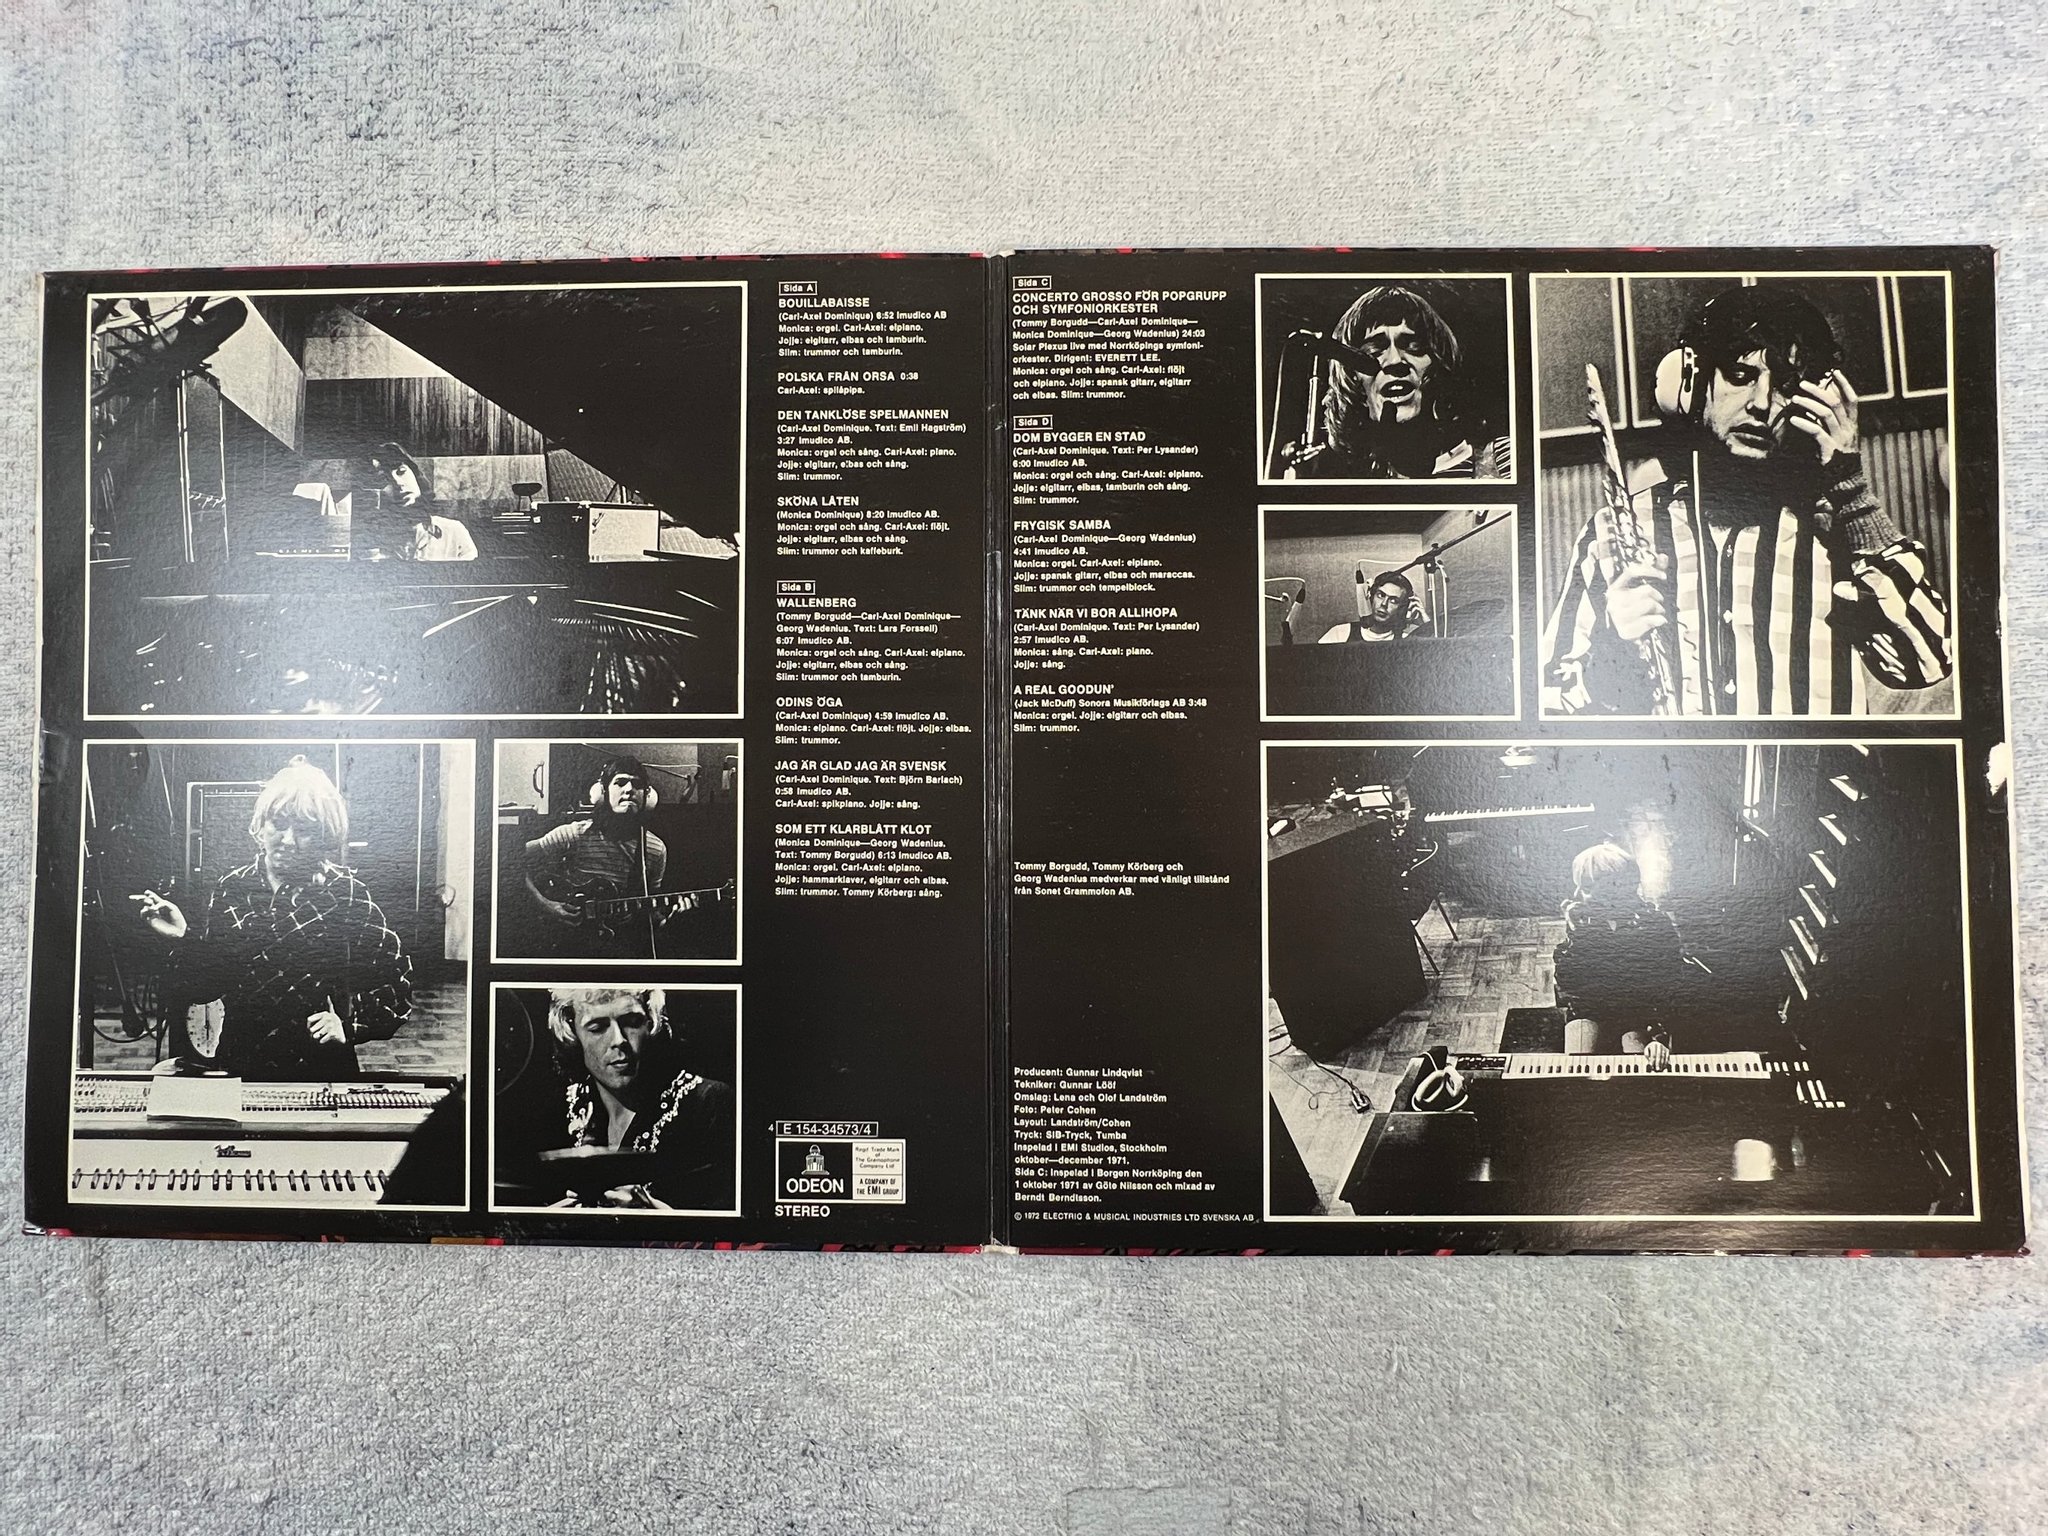 Sida A
BOUILLABAISSE
(Carl-Axel Dominique) 6:52 Imudico AB
Monica: orgel. Carl-Axel: elpiano.
Jojje: elgitarr, elbas och tamburin.
Slim: trummor och tamburin.
POLSKA FRÅN ORSA 0:38
Carl-Axel: spilåpipa.
DEN TANKLÖSE SPELMANNEN
(Carl-Axel Dominique. Text: Emil Hagström)
3:27 Imudico AB.
Monica: orgel och sång. Carl-Axel: piano.
Jojje: elgitarr, elbas och sång.
Slim: trummor.
SKÖNA LÅTEN
(Monica Dominique) 8:20 Imudico AB.
Monica: orgel och sång. Carl-Axel: flöjt.
Jojje: elgitarr, elbas och sång.
Slim: trummor och kaffeburk.
Sida B
WALLENBERG
(Tommy Borgudd—Carl-Axel Dominique—
Georg Wadenius. Text: Lars Forssell)
6:07 Imudico AB.
Monica: orgel och sång. Carl-Axel: elpiano.
Jojje: elgitarr, elbas och sång.
Slim: trummor och tamburin.
ODINS ÖGA
(Carl-Axel Dominique) 4:59 Imudico AB.
Monica: elpiano. Carl-Axel: flöjt. Jojje: elbas.
Slim: trummor.
JAG ÄR GLAD JAG ÄR SVENSK
(Carl-Axel Dominique. Text: Björn Barlach)
0:58 Imudico AB.
Carl-Axel: spikpiano. Jojje: sång.
SOM ETT KLARBLÅTT KLOT
(Monica Dominique—Georg Wadenius.
Text: Tommy Borgudd) 6:13 Imudico AB.
Monica: orgel. Carl-Axel: elpiano.
Jojje: hammarklaver, elgitarr och elbas.
Slim: trummor. Tommy Körberg: sång.
4 E 154-34573/4
ODEON
Regd. Trade Mark
of
The Gramophone
Company Ltd
A COMPANY OF
THE EMI GROUP
STEREO
Sida C
CONCERTO GROSSO FÖR POPGRUPP
OCH SYMFONIORKESTER
(Tommy Borgudd—Carl-Axel Dominique—
Monica Dominique—Georg Wadenius) 24:03
Solar Plexus live med Norrköpings symfoni-
orkester. Dirigent: EVERETT LEE.
Monica: orgel och sång. Carl-Axel: flöjt
och elpiano. Jojje: spansk gitarr, elgitarr
och elbas. Slim: trummor.
Sida D
DOM BYGGER EN STAD
(Carl-Axel Dominique. Text: Per Lysander)
6:00 Imudico AB.
Monica: orgel och sång. Carl-Axel: elpiano.
Jojje: elgitarr, elbas, tamburin och sång.
Slim: trummor.
FRYGISK SAMBA
(Carl-Axel Dominique—Georg Wadenius)
4:41 Imudico AB.
Monica: orgel. Carl-Axel: elpiano.
Jojje: spansk gitarr, elbas och maraccas.
Slim: trummor och tempelblock.
TÄNK NÄR VI BOR ALLIHOPA
(Carl-Axel Dominique. Text: Per Lysander)
2:57 Imudico AB.
Monica: sång. Carl-Axel: piano.
Jojje: sång.
A REAL GOODUN'
(Jack McDuff) Sonora Musikförlags AB 3:48
Monica: orgel. Jojje: elgitarr och elbas.
Slim: trummor.
Tommy Borgudd, Tommy Körberg och
Georg Wadenius medverkar med vänligt tillstånd
från Sonet Grammofon AB.
Producent: Gunnar Lindqvist
Tekniker: Gunnar Lööf
Omslag: Lena och Olof Landström
Foto: Peter Cohen
Layout: Landström/Cohen
Tryck: SIB-Tryck, Tumba
Inspelad i EMI Studios, Stockholm
oktober—december 1971.
Sida C: Inspelad i Borgen Norrköping den
1 oktober 1971 av Göte Nilsson och mixad av
Berndt Berndtsson.
© 1972 ELECTRIC & MUSICAL INDUSTRIES LTD SVENSKA AB